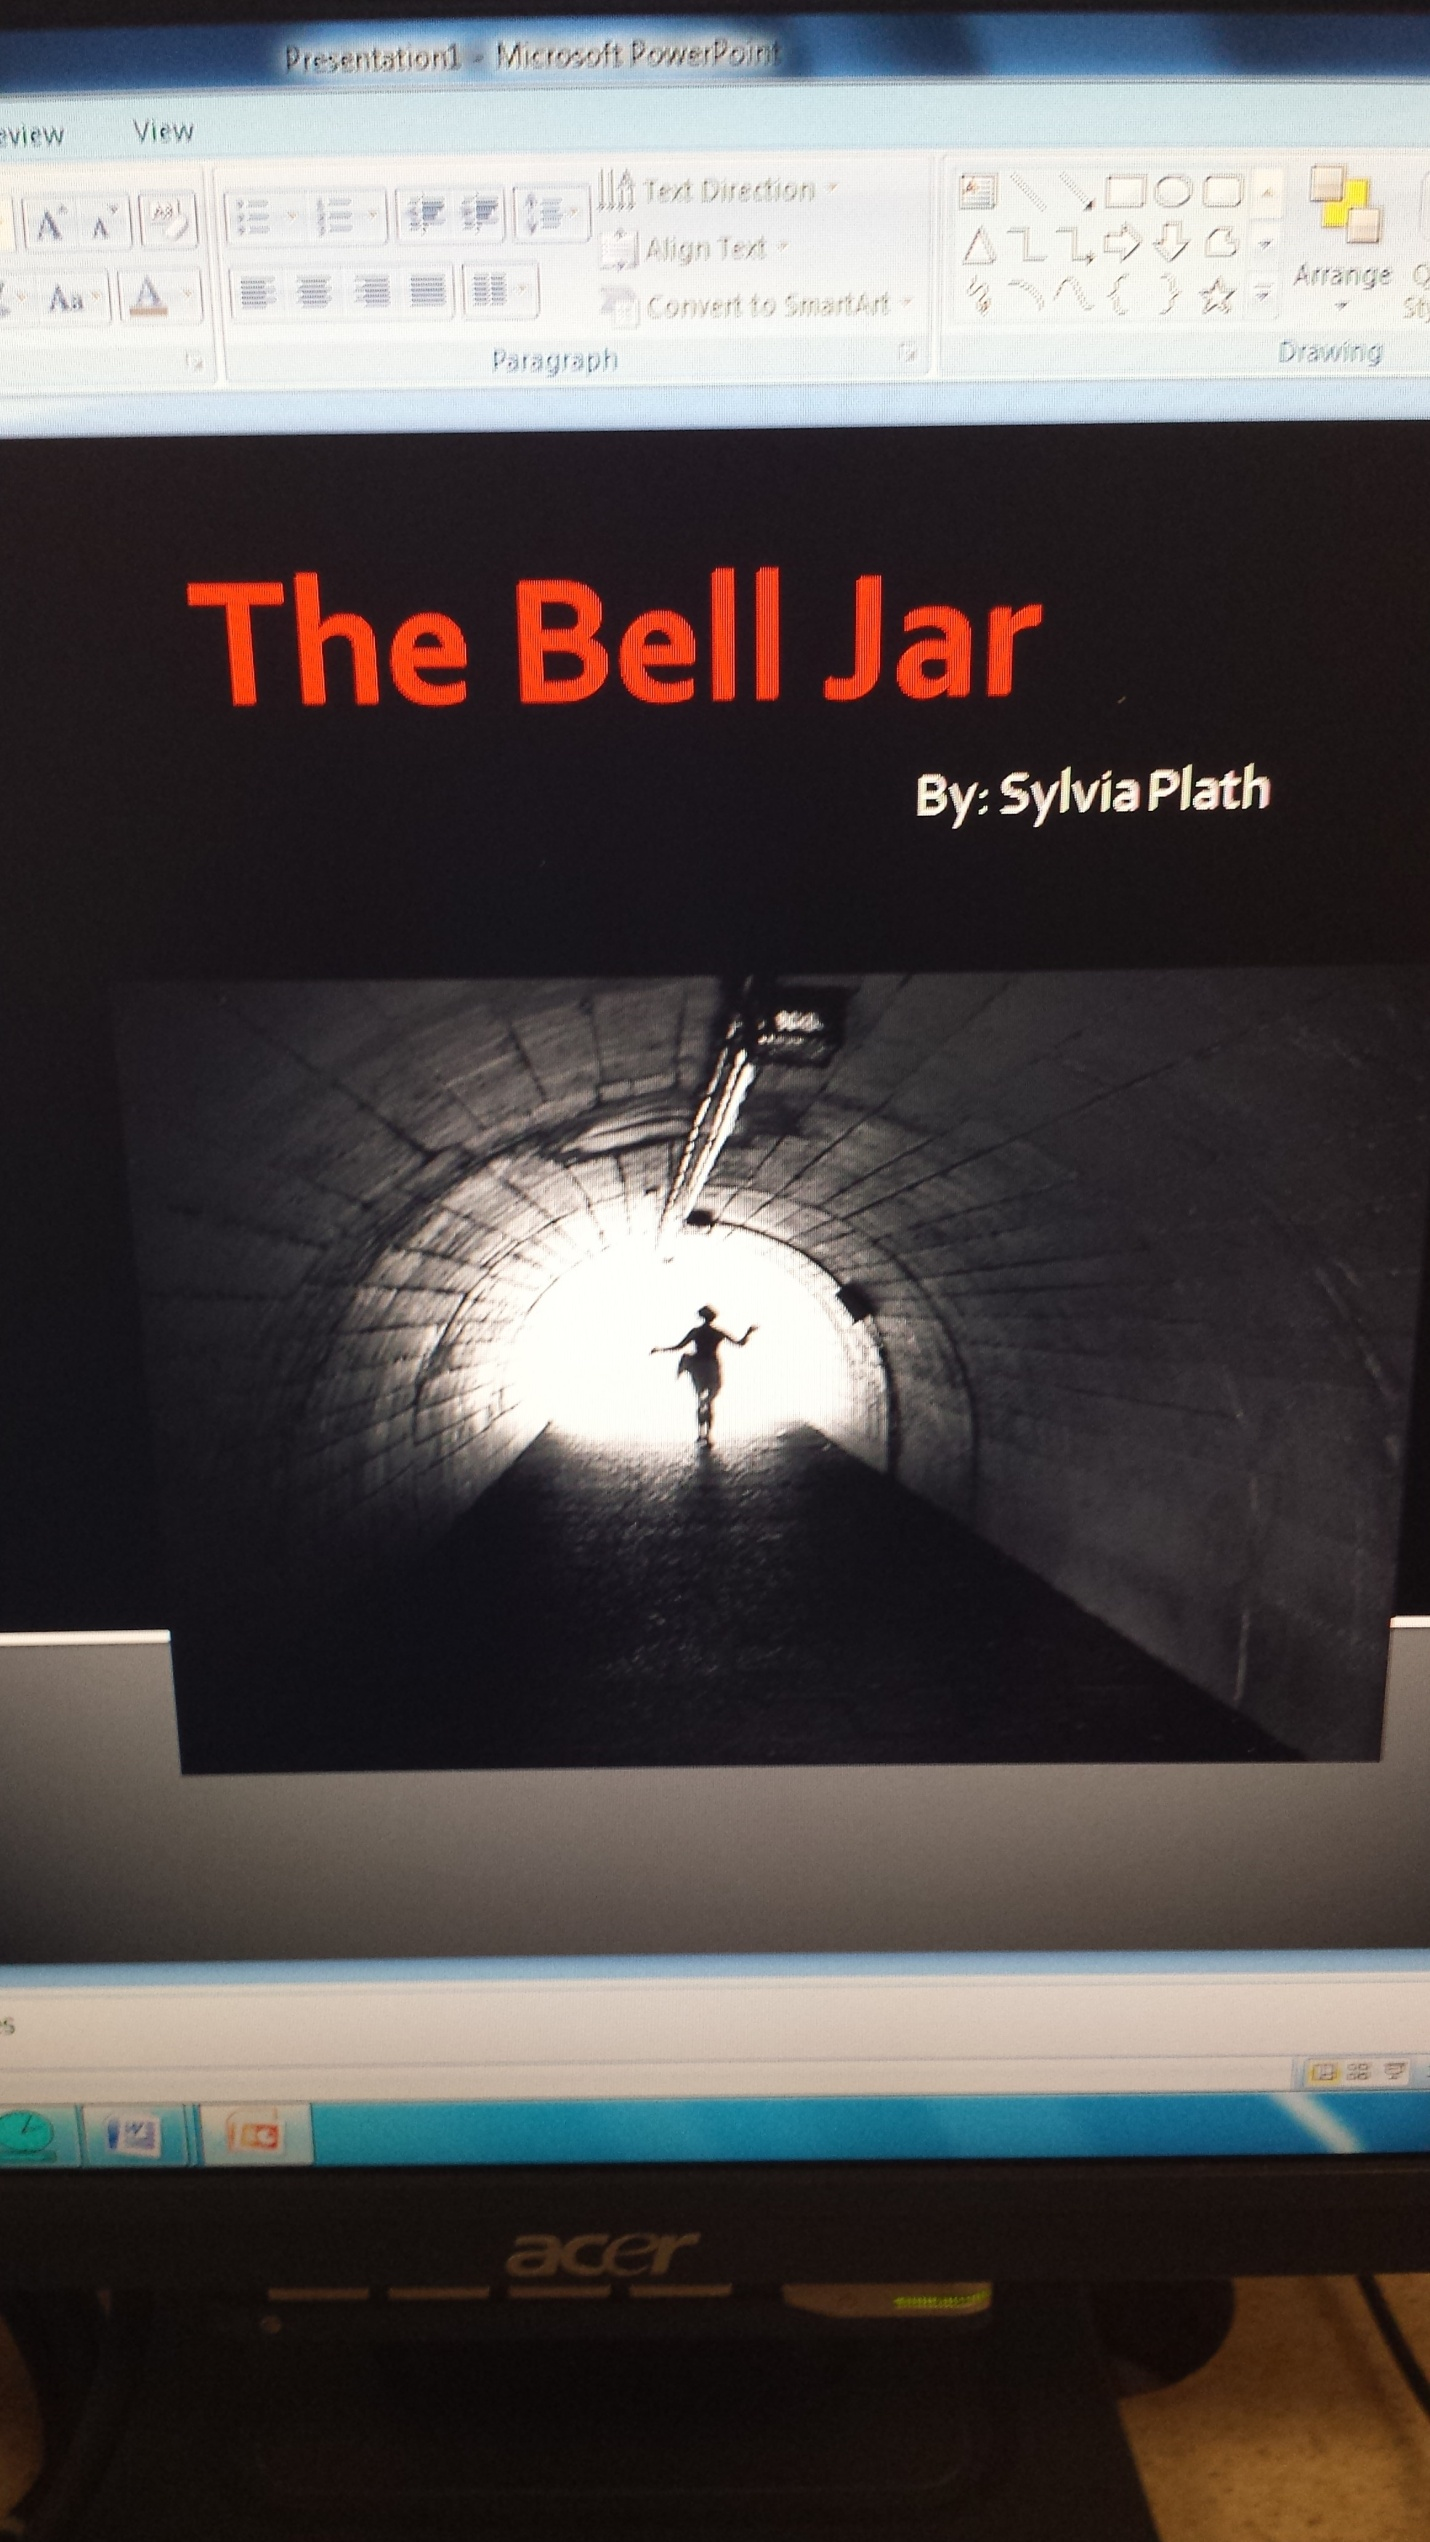 Presentation1 - Microsoft PowerPoint
View
Text Direction
Align Text
Convert to SmartArt
Aa
A
Arrange
Paragraph
Drawing
The Bell Jar
By: Sylvia Plath
acer